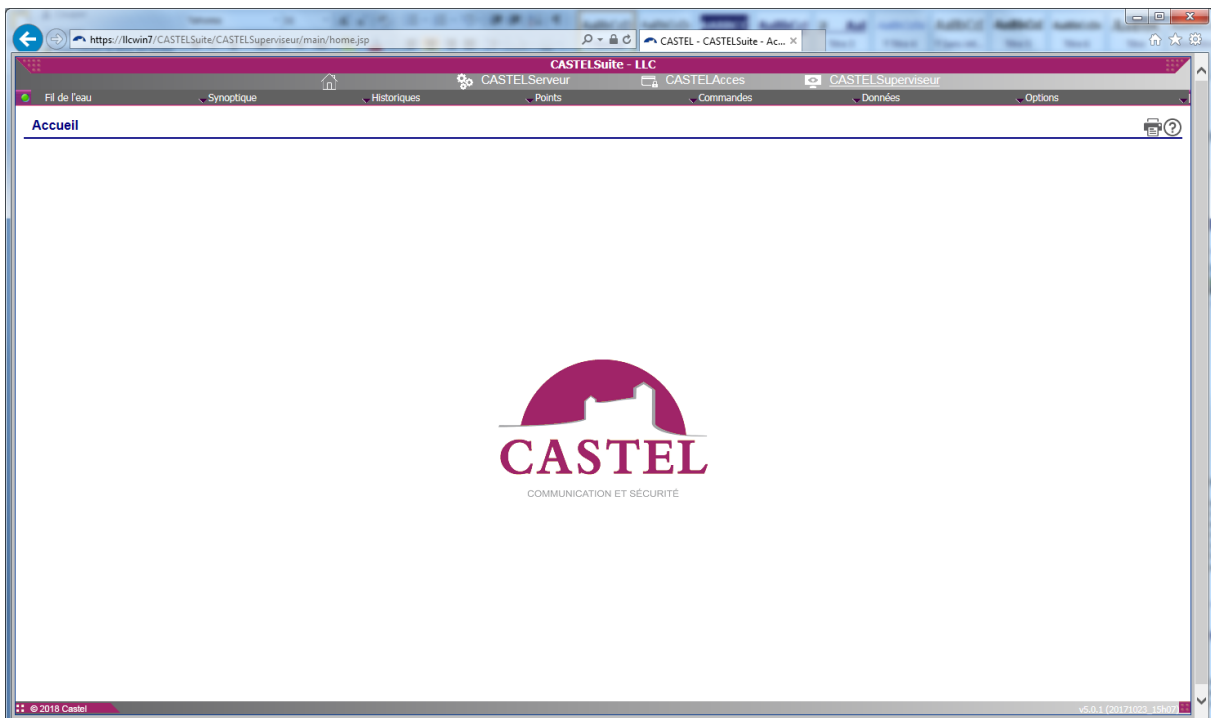 https://llcwin7/CASTELSuite/CASTELSuperviseur/main/home.jsp
CASTEL - CASTELSuite - Ac...
CASTELSuite - LLC
CASTELServeur CASTELAcces CASTELSuperviseur
Fil de l'eau Synoptique Historiques Points Commandes Données Options
Accueil
CASTEL
COMMUNICATION ET SÉCURITÉ
© 2018 Castel
v5.0.1 (20171023_15h07